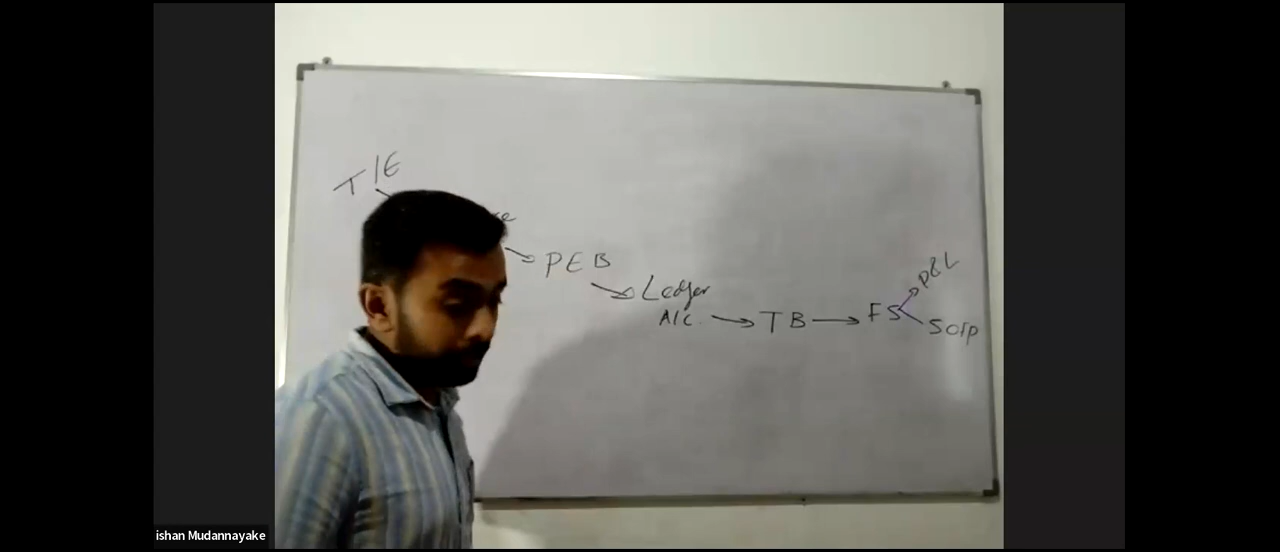 T/E
PEB
Ledger
A/C.
TB
FS
P&L
SOFP
ishan Mudannayake